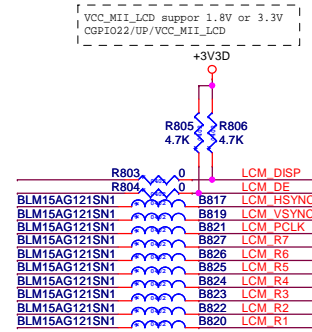 VCC_MII_LCD suppor 1.8V or 3.3V
CGPIO22/UP/VCC_MII_LCD
+3V3D
R805 R806
4.7K 4.7K
R803 0 LCM_DISP
R804 0 LCM_DE
BLM15AG121SN1 B817 LCM_HSYNC
BLM15AG121SN1 B819 LCM_VSYNC
BLM15AG121SN1 B821 LCM_PCLK
BLM15AG121SN1 B827 LCM_R7
BLM15AG121SN1 B826 LCM_R6
BLM15AG121SN1 B825 LCM_R5
BLM15AG121SN1 B824 LCM_R4
BLM15AG121SN1 B823 LCM_R3
BLM15AG121SN1 B822 LCM_R2
BLM15AG121SN1 B820 LCM_R1